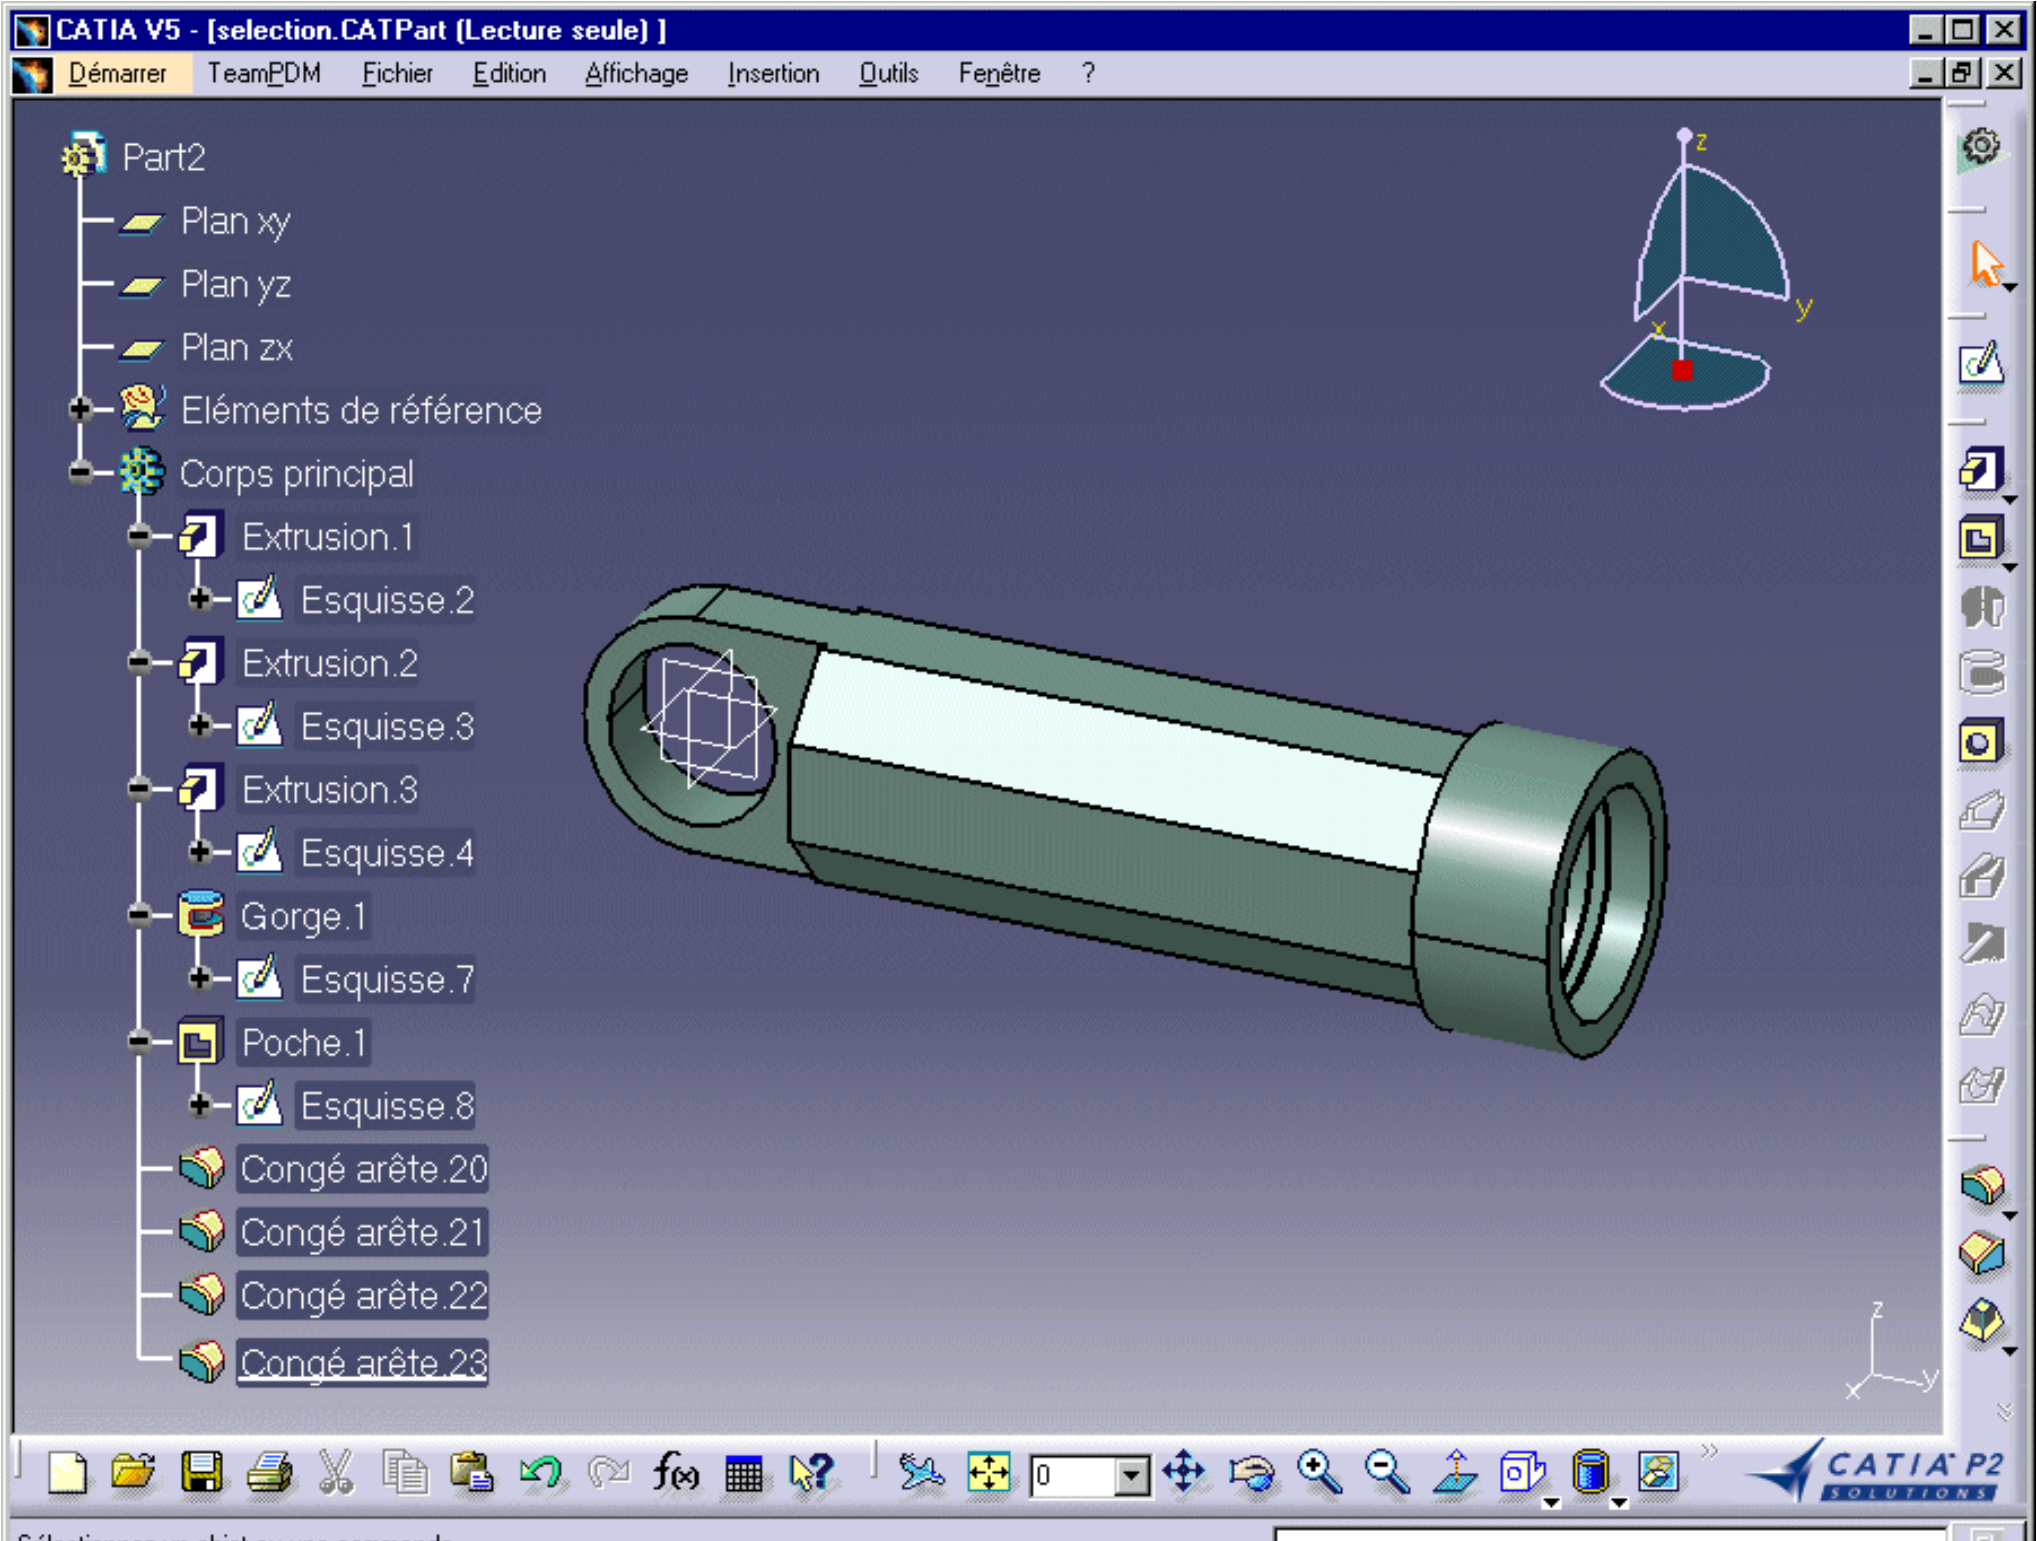 CATIA V5 - [selection.CATPart (Lecture seule) ]
Démarrer TeamPDM Fichier Edition Affichage Insertion Outils Fenêtre ?
Part2
Plan xy
Plan yz
Plan zx
Eléments de référence
Corps principal
Extrusion.1
Esquisse.2
Extrusion.2
Esquisse.3
Extrusion.3
Esquisse.4
Gorge.1
Esquisse.7
Poche.1
Esquisse.8
Congé arête.20
Congé arête.21
Congé arête.22
Congé arête.23
z
y
x
z
y
x
f(x)
?
0
CATIA P2
SOLUTIONS